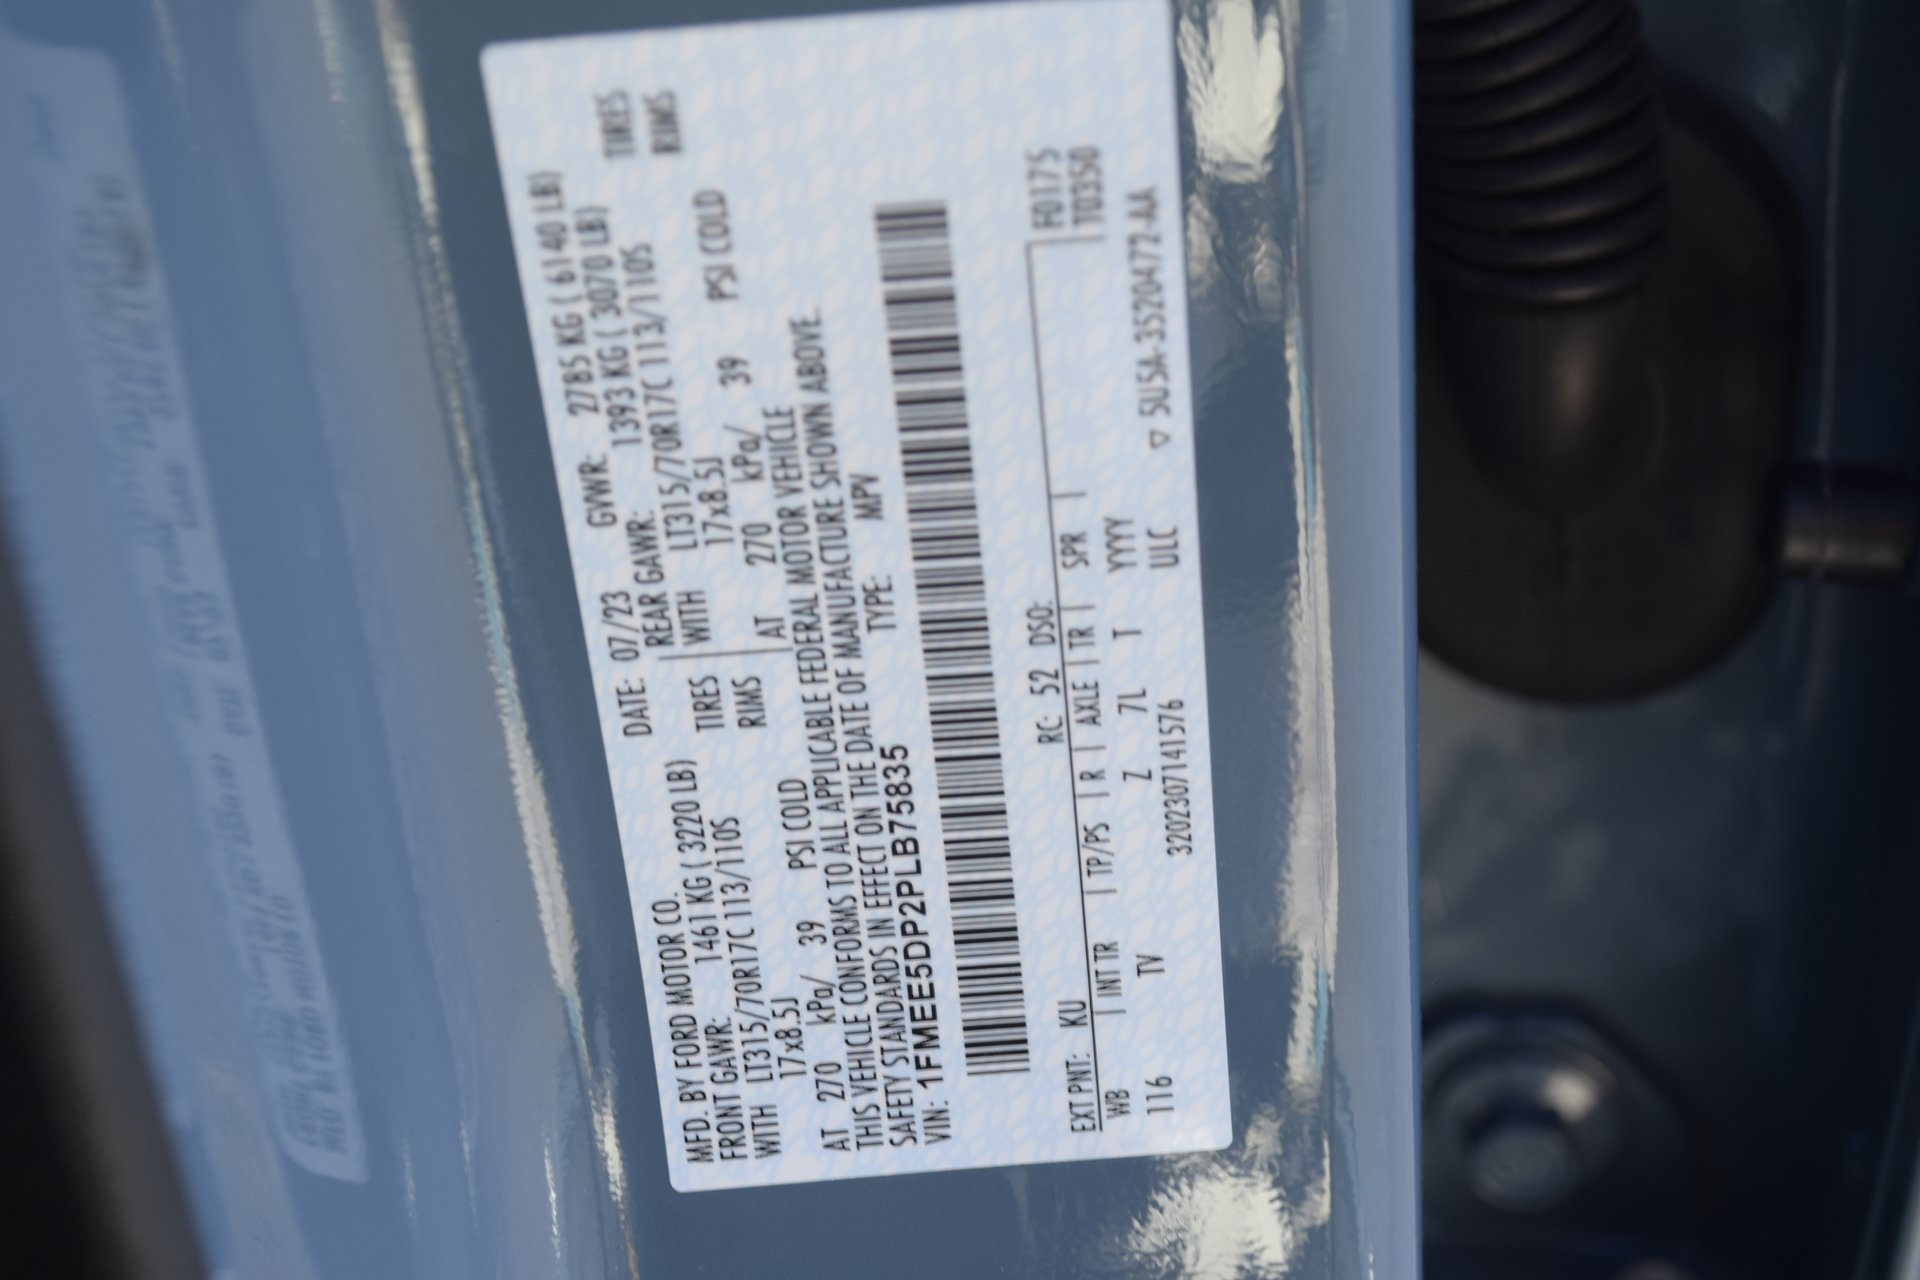 MFD. BY FORD MOTOR CO. DATE: 07/23 GVWR: 2785 KG ( 6140 LB)
FRONT GAWR: 1461 KG ( 3220 LB) REAR GAWR: 1393 KG ( 3070 LB)
WITH LT315/70R17C 113/110S TIRES WITH LT315/70R17C 113/110S TIRES
17x8.5J RIMS 17x8.5J RIMS
AT 270 kPa/ 39 PSI COLD AT 270 kPa/ 39 PSI COLD
THIS VEHICLE CONFORMS TO ALL APPLICABLE FEDERAL MOTOR VEHICLE
SAFETY STANDARDS IN EFFECT ON THE DATE OF MANUFACTURE SHOWN ABOVE.
VIN: 1FMEE5DP2PLB75835 TYPE: MPV
EXT PNT: KU RC: 52 DSO: F0175
WB | INT TR | TP/PS | R | AXLE | TR | SPR | T0350
116 TV Z 7L T YYYY
3202307141576 ULC ▽ 5U5A-3520472-AA